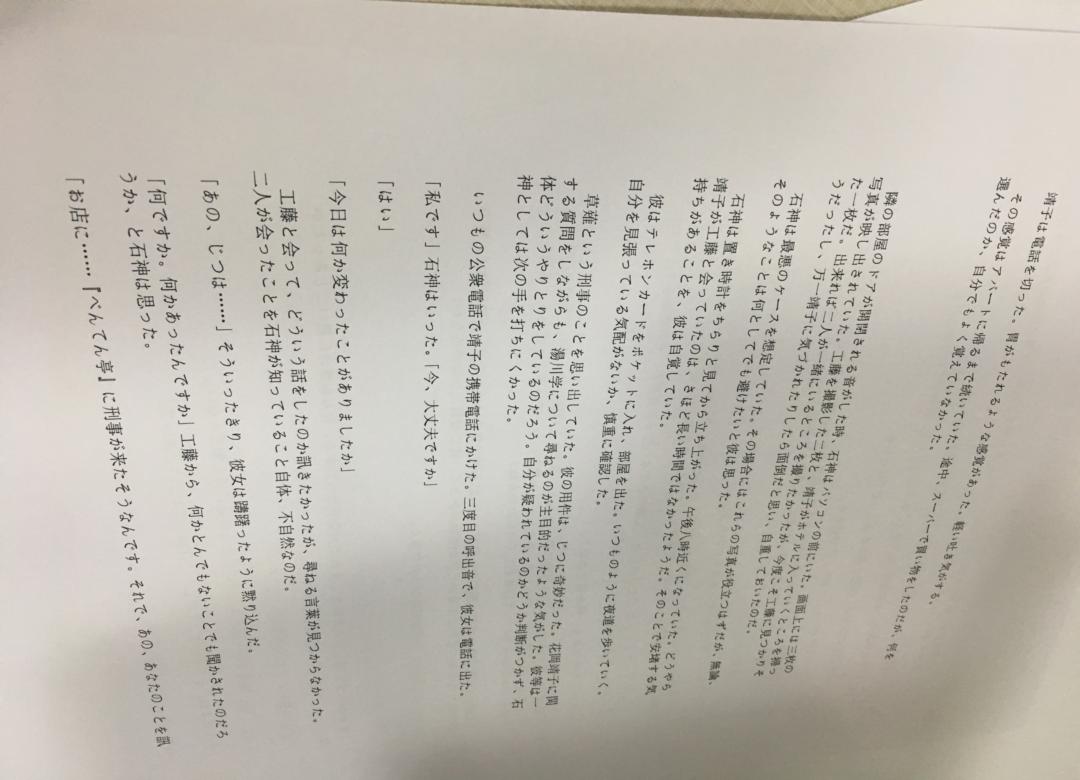 靖子は電話を切った。胃がもたれるような感覚があった。軽い吐き気がする。
その感覚はアパートに帰るまで続いていた。途中、スーパーで買い物をしたのだが、何を
選んだのか、自分でもよく覚えていなかった。
隣の部屋のドアが開閉される音がした時、石神はパソコンの前にいた。画面上には三枚の
写真が映し出されていた。工藤を撮影した二枚と、靖子がホテルに入っていくところを撮っ
た一枚だ。出来れば二人が一緒にいるところを撮りたかったが、今度こそ工藤に見つかりそ
うだったし、万一靖子に気づかれたりしたら面倒だと思い、自重しておいたのだ。
石神は最悪のケースを想定していた。その場合にはこれらの写真が役立つはずだが、無論、
そのようなことは何としてでも避けたいと彼は思った。
石神は置き時計をちらりと見てから立ち上がった。午後八時近くになっていた。どうやら
靖子が工藤と会っていたのは、さほど長い時間ではなかったようだ。そのことで安堵する気
持ちがあることを、彼は自覚していた。
彼はテレホンカードをポケットに入れ、部屋を出た。いつものように夜道を歩いていく。
自分を見張っている気配がないか、慎重に確認した。
草薙という刑事のことを思い出していた。彼の用件は、じつに奇妙だった。花岡靖子に関
する質問をしながらも、湯川学について尋ねるのが主目的だったような気がした。彼等は一
体どういうやりとりをしているのだろう。自分が疑われているのかどうか判断がつかず、石
神としては次の手を打ちにくかった。
いつもの公衆電話で靖子の携帯電話にかけた。三度目の呼出音で、彼女は電話に出た。
「私です」石神はいった。「今、大丈夫ですか」
「はい」
「今日は何か変わったことがありましたか」
工藤と会って、どういう話をしたのか訊きたかったが、尋ねる言葉が見つからなかった。
二人が会ったことを石神が知っていること自体、不自然なのだ。
「あの、じつは……」そういったきり、彼女は躊躇ったように黙り込んだ。
「何ですか。何かあったんですか」工藤から、何かとんでもないことでも聞かされたのだろ
うか、と石神は思った。
「お店に……『べんてん亭』に刑事が来たそうなんです。それで、あの、あなたのことを訊